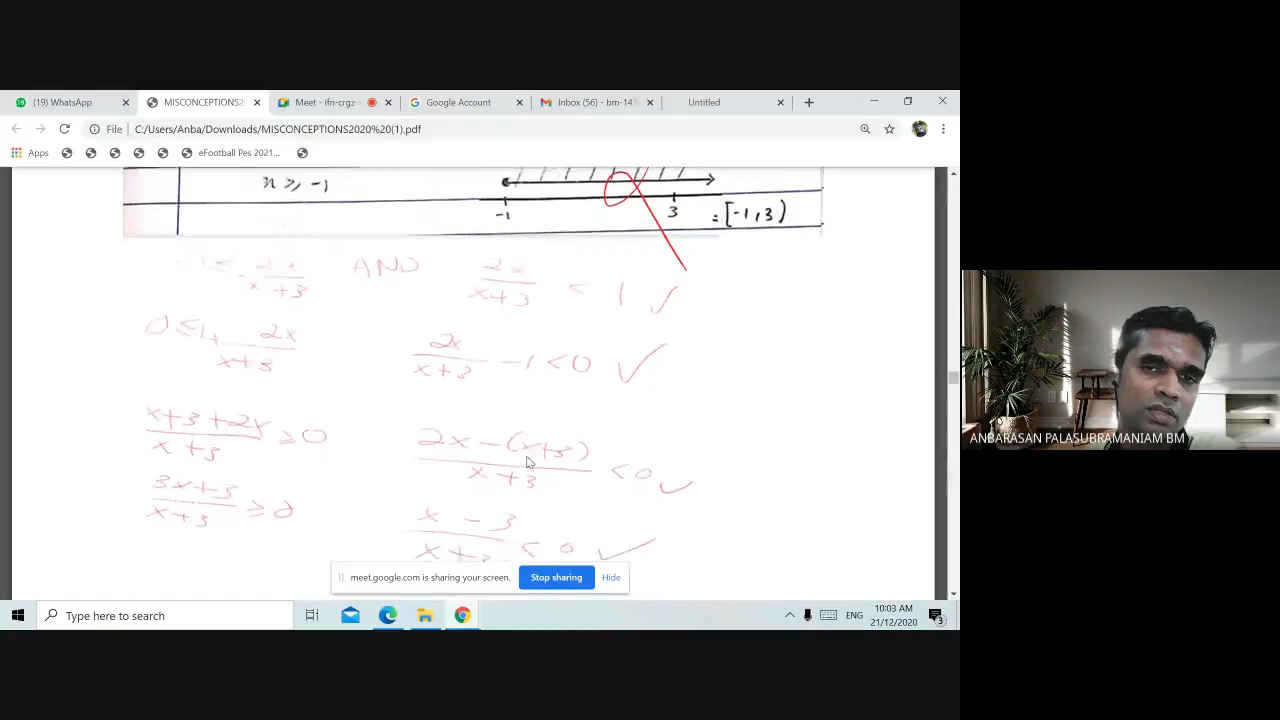 (19) WhatsApp
MISCONCEPTIONS20
Meet - ifn-crgz-
Google Account
Inbox (56) - bm-143
Untitled
File
C:/Users/Anba/Downloads/MISCONCEPTIONS2020%20(1).pdf
Apps
eFootball Pes 2021...
x ≥ -1
-1
3
= [-1, 3)
2x/(x+3) AND 2x/(x+3) < 1 ✓
0 ≤ 1 + 2x/(x+3)
2x/(x+3) - 1 < 0 ✓
(x+3+2x)/(x+3) ≥ 0
(2x-(x+3))/(x+3) < 0 ✓
(3x+3)/(x+3) ≥ 0
x - 3
< 0 ✓
meet.google.com is sharing your screen.
Stop sharing
Hide
ANBARASAN PALASUBRAMANIAM BM
Type here to search
ENG
10:03 AM
21/12/2020
3